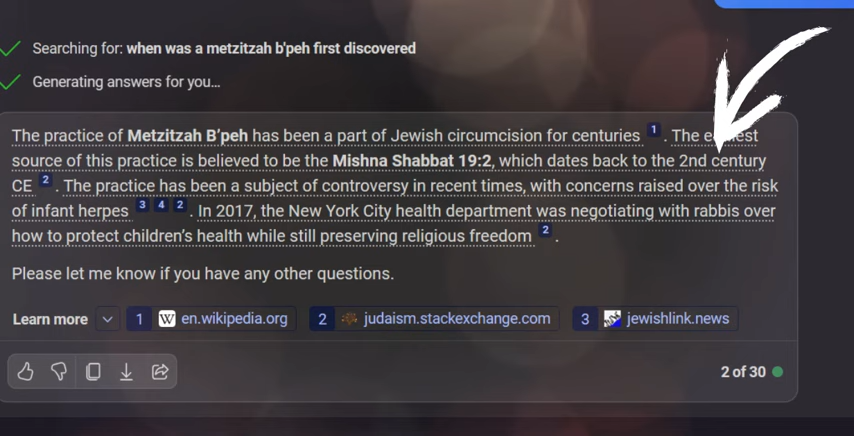 Searching for: when was a metzitzah b'peh first discovered
Generating answers for you...
The practice of Metzitzah B'peh has been a part of Jewish circumcision for centuries 1 . The
source of this practice is believed to be the Mishna Shabbat 19:2, which dates back to the 2nd century
CE 2 . The practice has been a subject of controversy in recent times, with concerns raised over the risk
of infant herpes 3 4 2 . In 2017, the New York City health department was negotiating with rabbis over
how to protect children's health while still preserving religious freedom 2 .
Please let me know if you have any other questions.
Learn more 1 W en.wikipedia.org 2 judaism.stackexchange.com 3 jewishlink.news
2 of 30